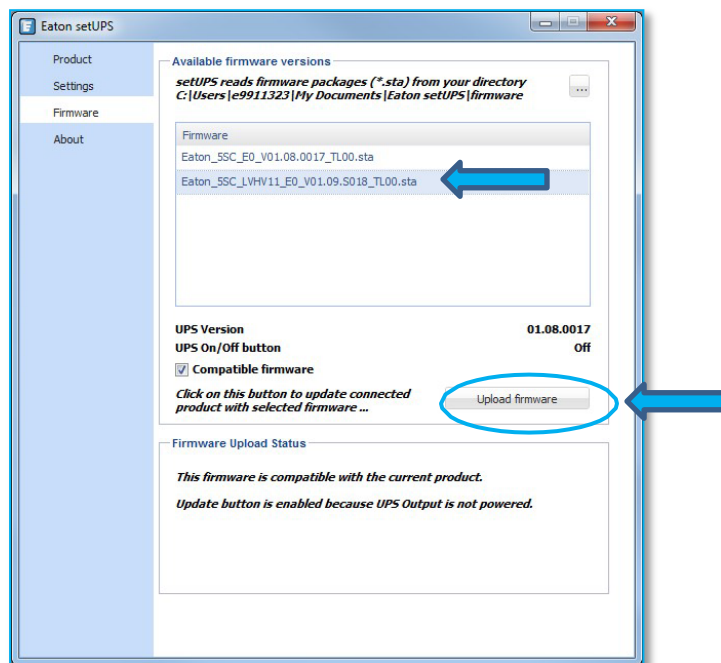 Eaton setUPS
Product
Settings
Firmware
About
Available firmware versions
setUPS reads firmware packages (*.sta) from your directory
C:|Users|e9911323|My Documents|Eaton setUPS|firmware
...
Firmware
Eaton_5SC_E0_V01.08.0017_TL00.sta
Eaton_5SC_LVHV11_E0_V01.09.S018_TL00.sta
UPS Version 01.08.0017
UPS On/Off button Off
Compatible firmware
Click on this button to update connected
product with selected firmware ...
Upload firmware
Firmware Upload Status
This firmware is compatible with the current product.
Update button is enabled because UPS Output is not powered.